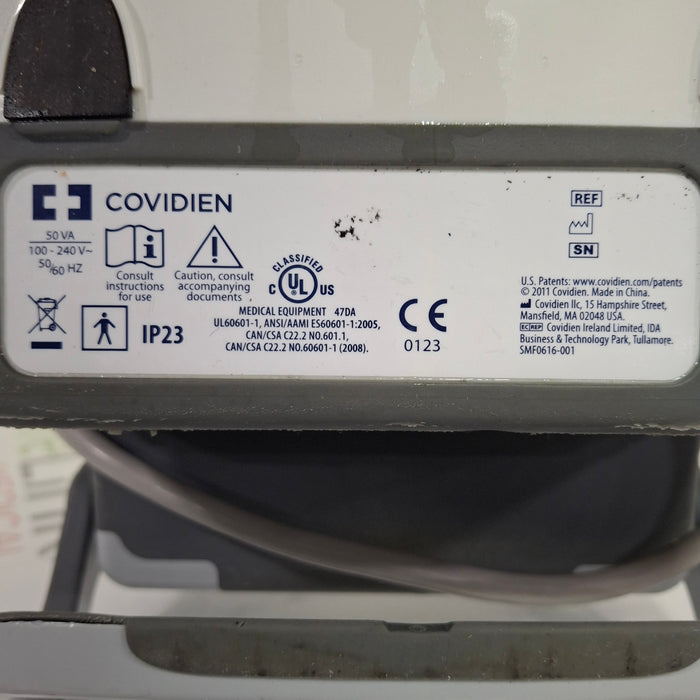 COVIDIEN
50 VA
100 - 240 V~
50/60 HZ
Consult
instructions
for use
Caution, consult
accompanying
documents
CLASSIFIED
C UL US
MEDICAL EQUIPMENT 47DA
UL60601-1, ANSI/AAMI ES60601-1:2005,
CAN/CSA C22.2 NO.601.1,
CAN/CSA C22.2 NO.60601-1 (2008).
IP23
CE
0123
REF
SN
U.S. Patents: www.covidien.com/patents
© 2011 Covidien. Made in China.
Covidien llc, 15 Hampshire Street,
Mansfield, MA 02048 USA.
EC REP Covidien Ireland Limited, IDA
Business & Technology Park, Tullamore.
SMF0616-001